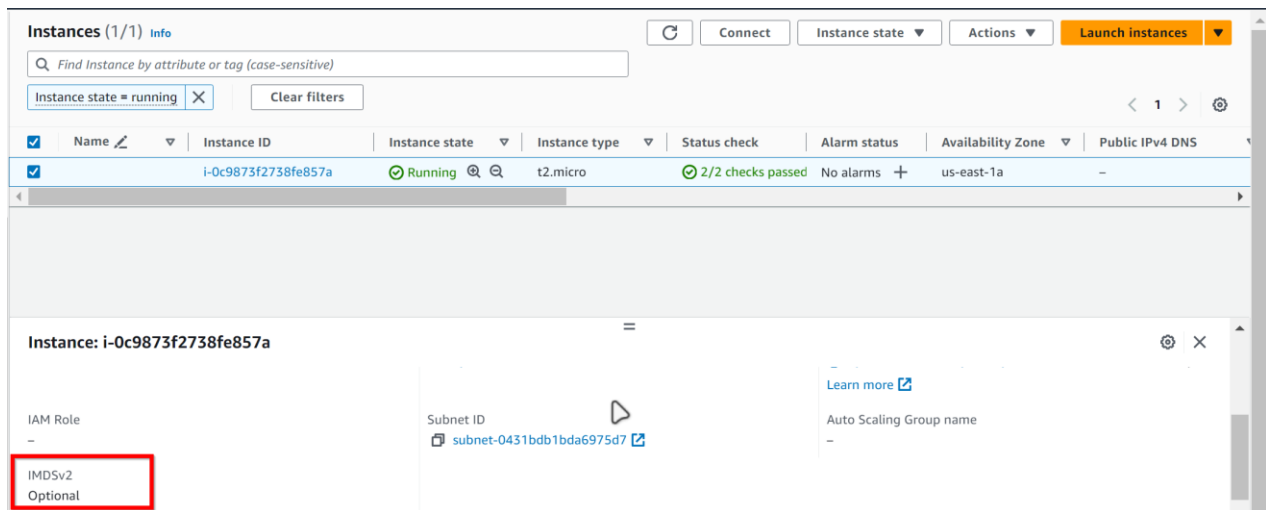 Instances (1/1) Info
Connect
Instance state
Actions
Launch instances
Find Instance by attribute or tag (case-sensitive)
Instance state = running
Clear filters
1
Name Instance ID Instance state Instance type Status check Alarm status Availability Zone Public IPv4 DNS
i-0c9873f2738fe857a Running t2.micro 2/2 checks passed No alarms us-east-1a –
Instance: i-0c9873f2738fe857a
Learn more
IAM Role
–
Subnet ID
subnet-0431bdb1bda6975d7
Auto Scaling Group name
–
IMDSv2
Optional